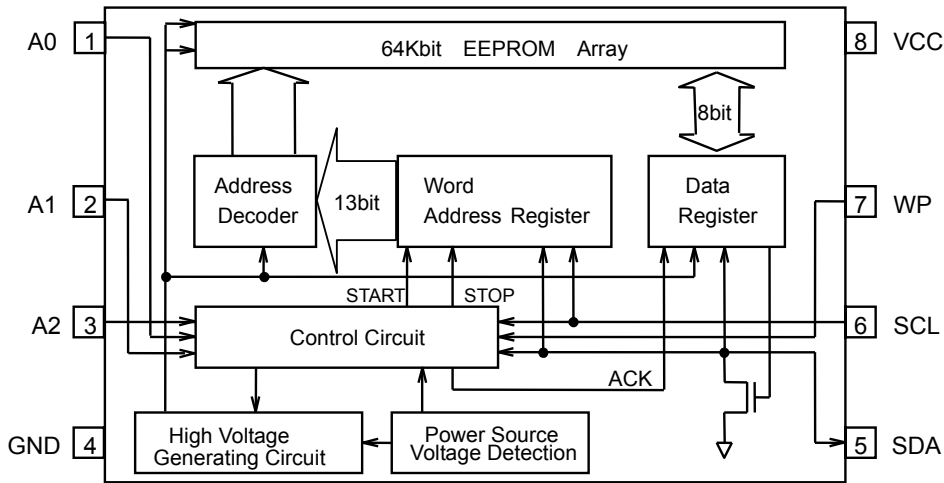 A0 1
64Kbit EEPROM Array
8 VCC
8bit
A1 2
Address
Decoder
13bit
Word
Address Register
Data
Register
7 WP
START
STOP
A2 3
Control Circuit
6 SCL
ACK
GND 4
High Voltage
Generating Circuit
Power Source
Voltage Detection
5 SDA